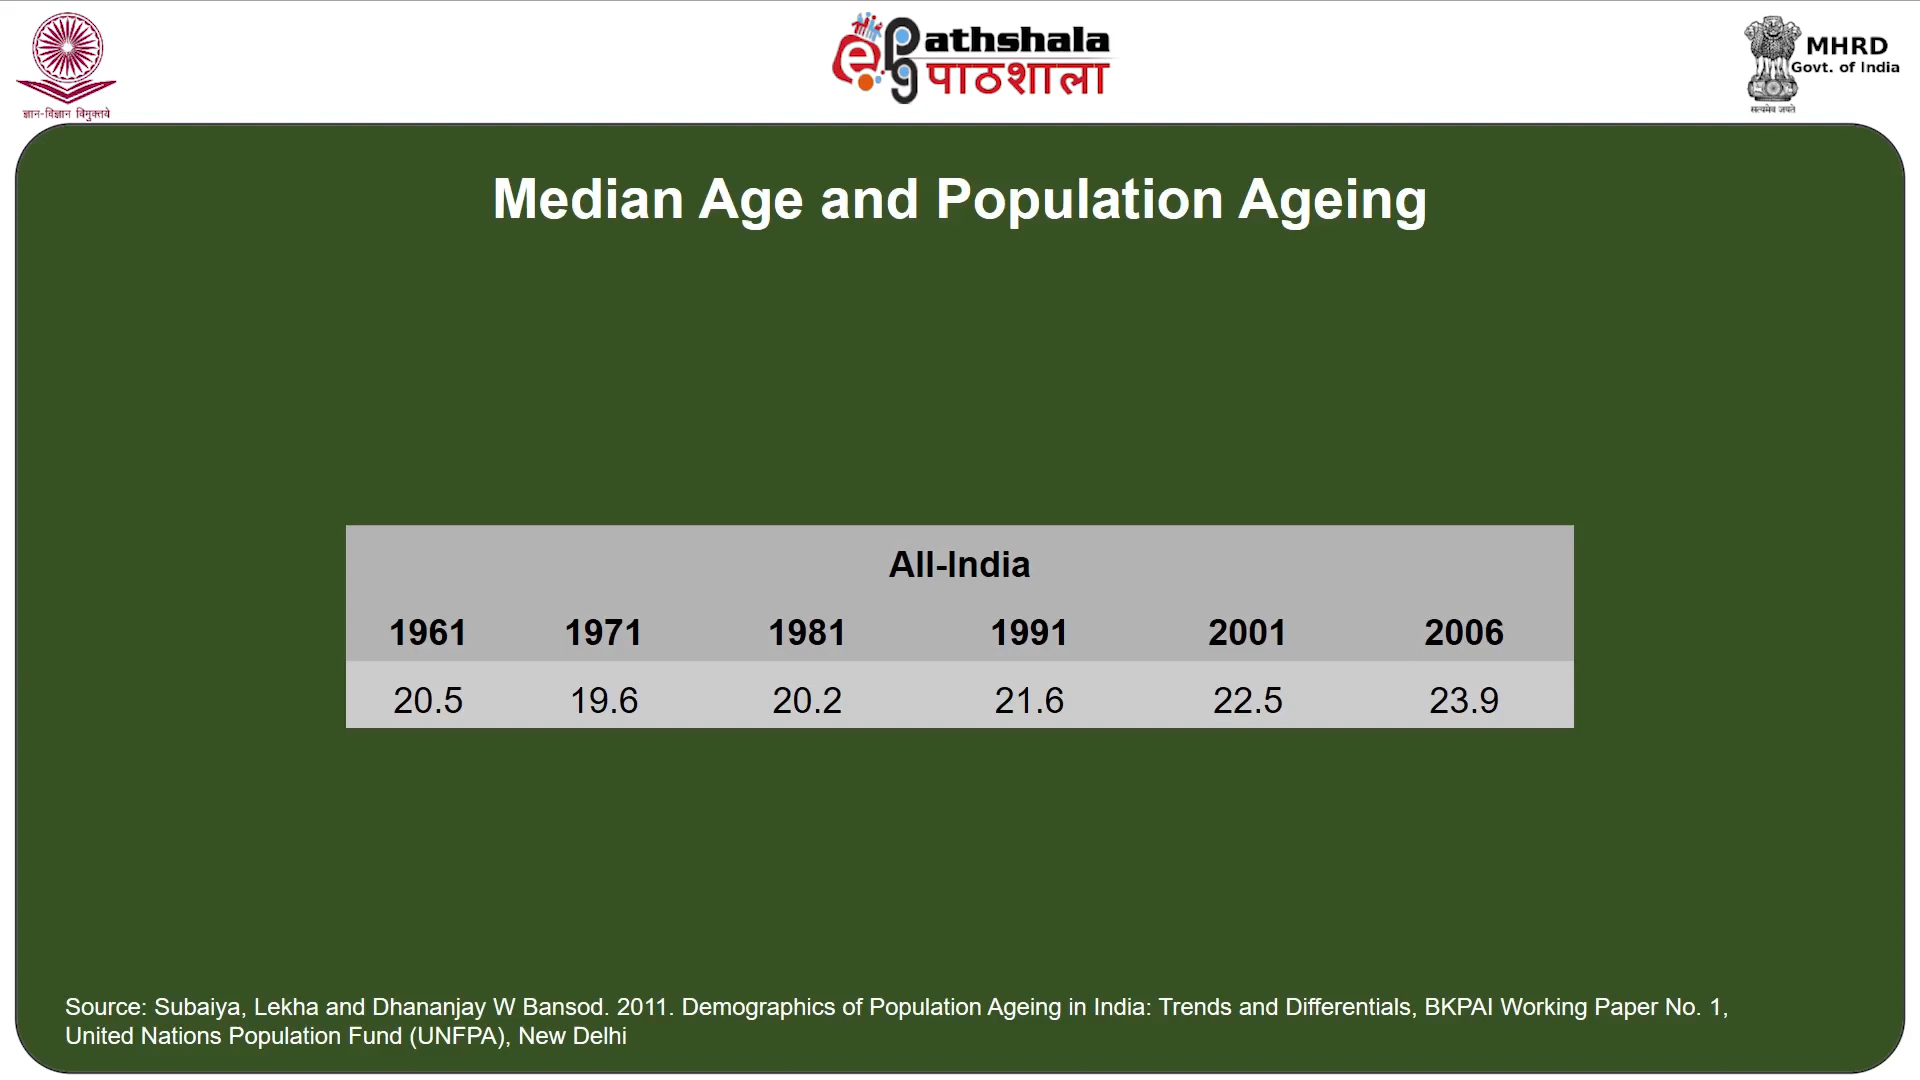 ज्ञान-विज्ञान विमुक्तये
e PG athshala
पाठशाला
MHRD
Govt. of India
सत्यमेव जयते
Median Age and Population Ageing
All-India
1961 1971 1981 1991 2001 2006
20.5 19.6 20.2 21.6 22.5 23.9
Source: Subaiya, Lekha and Dhananjay W Bansod. 2011. Demographics of Population Ageing in India: Trends and Differentials, BKPAI Working Paper No. 1,
United Nations Population Fund (UNFPA), New Delhi